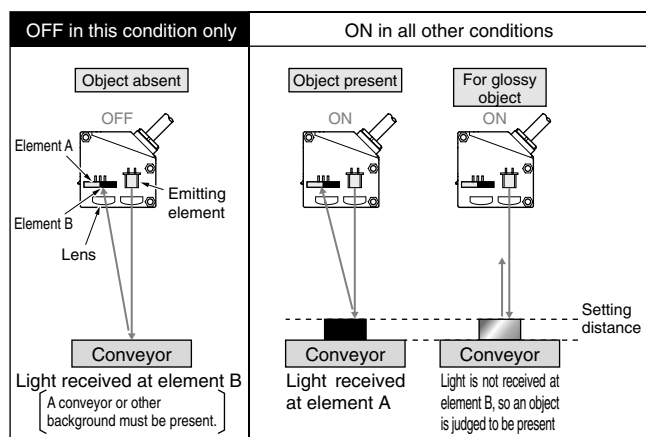 OFF in this condition only
ON in all other conditions
Object absent
Object present
For glossy
object
OFF
ON
ON
Element A
Element B
Emitting
element
Lens
Setting
distance
Conveyor
Conveyor
Conveyor
Light received at element B
A conveyor or other
background must be present.
Light received
at element A
Light is not received at
element B, so an object
is judged to be present